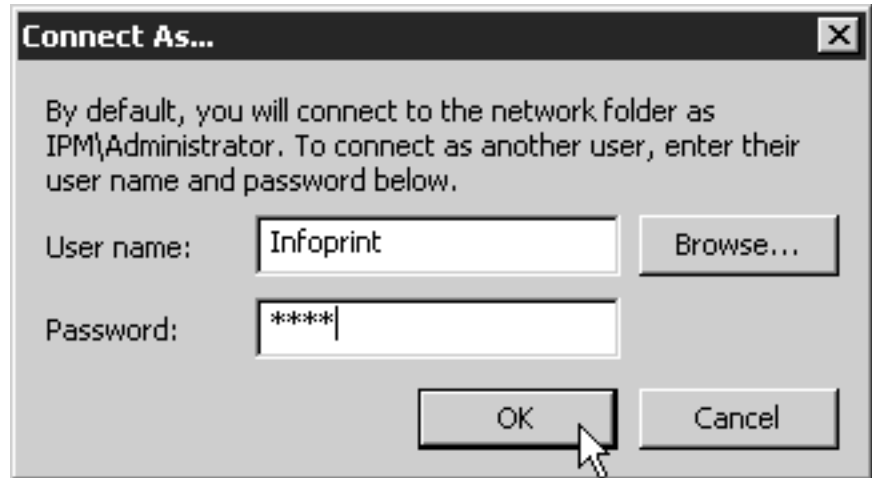 Connect As...
By default, you will connect to the network folder as
IPM\Administrator. To connect as another user, enter their
user name and password below.
User name: Infoprint Browse...
Password: ****
OK Cancel